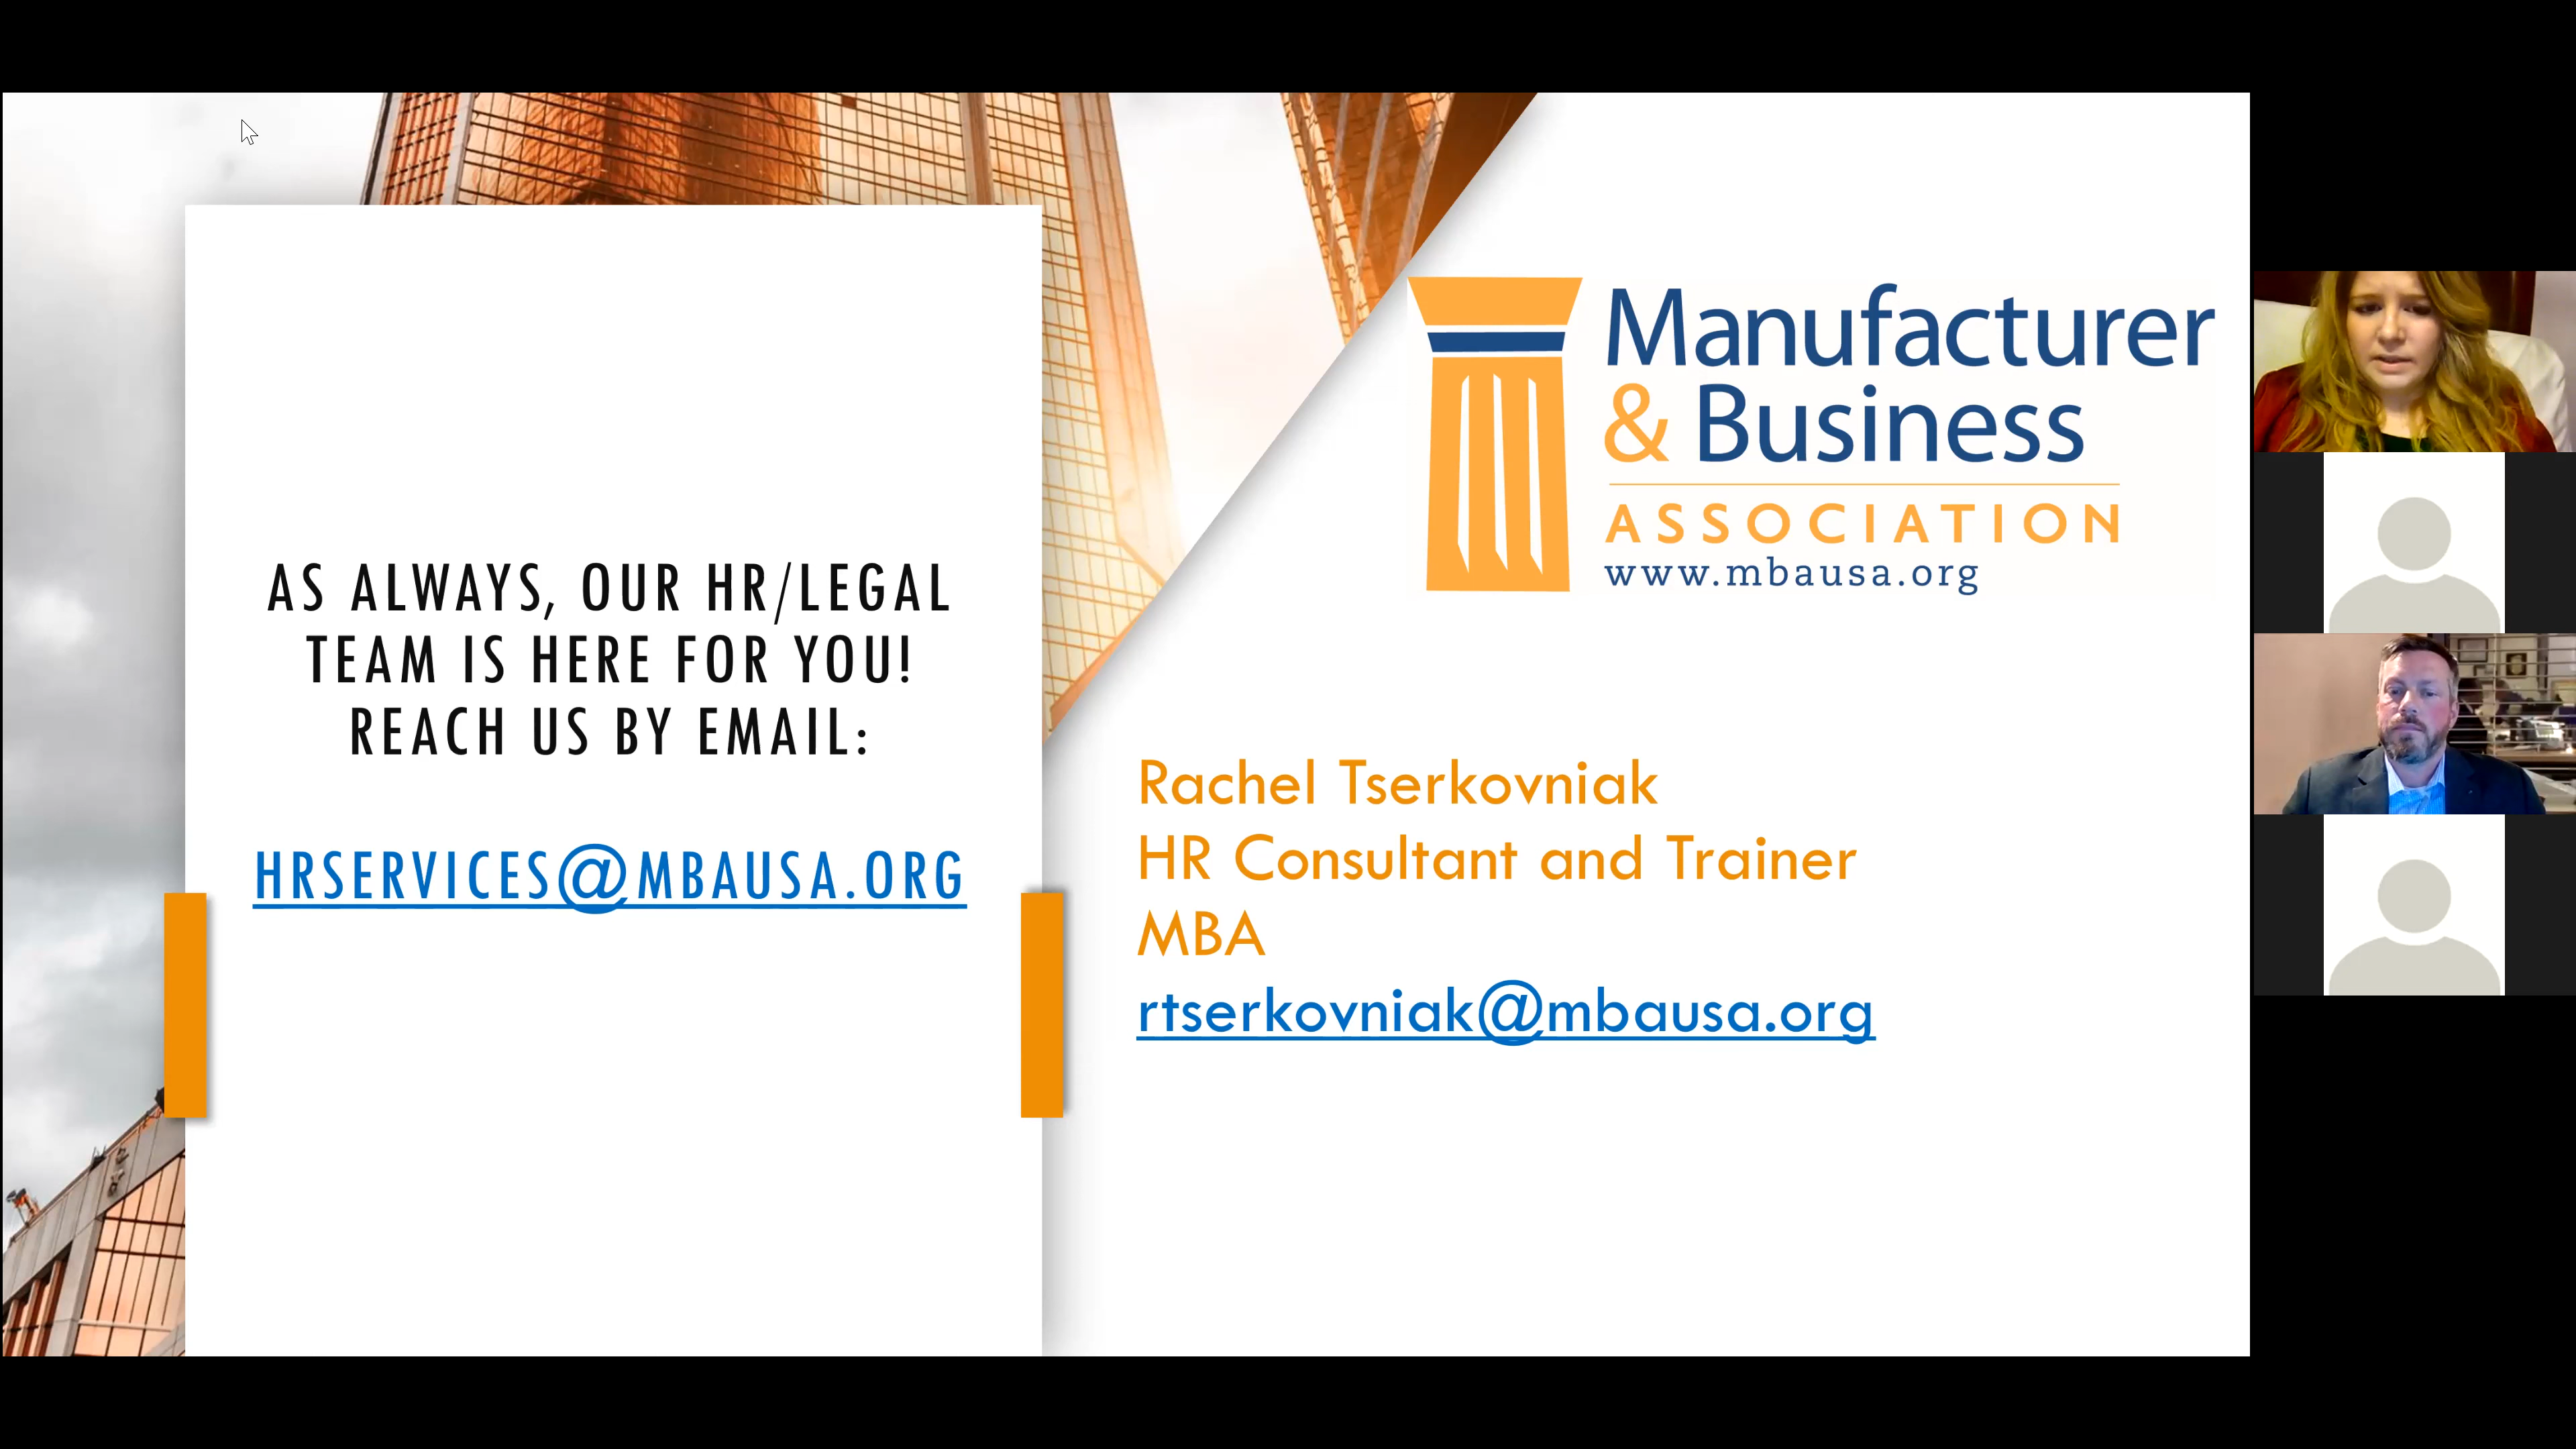 AS ALWAYS, OUR HR/LEGAL
TEAM IS HERE FOR YOU!
REACH US BY EMAIL:
HRSERVICES@MBAUSA.ORG
Manufacturer
& Business
ASSOCIATION
www.mbausa.org
Rachel Tserkovniak
HR Consultant and Trainer
MBA
rtserkovniak@mbausa.org